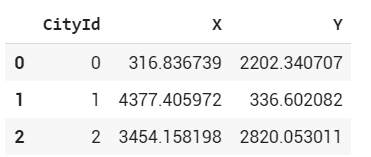 CityId X Y
0 0 316.836739 2202.340707
1 1 4377.405972 336.602082
2 2 3454.158198 2820.053011